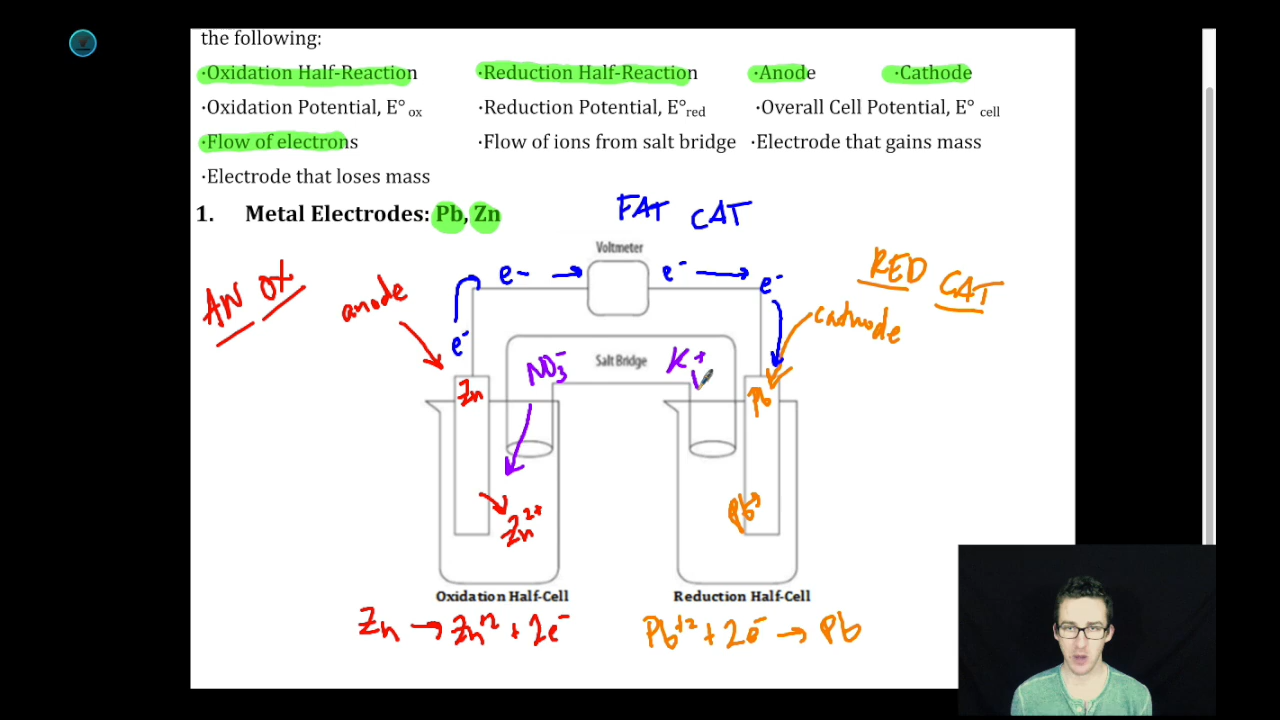 the following:
·Oxidation Half-Reaction ·Reduction Half-Reaction ·Anode ·Cathode
·Oxidation Potential, E° ox ·Reduction Potential, E°red ·Overall Cell Potential, E° cell
·Flow of electrons ·Flow of ions from salt bridge ·Electrode that gains mass
·Electrode that loses mass
1. Metal Electrodes: Pb, Zn
FAT CAT
Voltmeter
AN OX
anode
e- → e- → e-
RED CAT
cathode
e-
NO3-
Salt Bridge
K+
Zn
Pb
Zn2+
Pb
Oxidation Half-Cell Reduction Half-Cell
Zn → Zn+2 + 2e- Pb+2 + 2e- → Pb